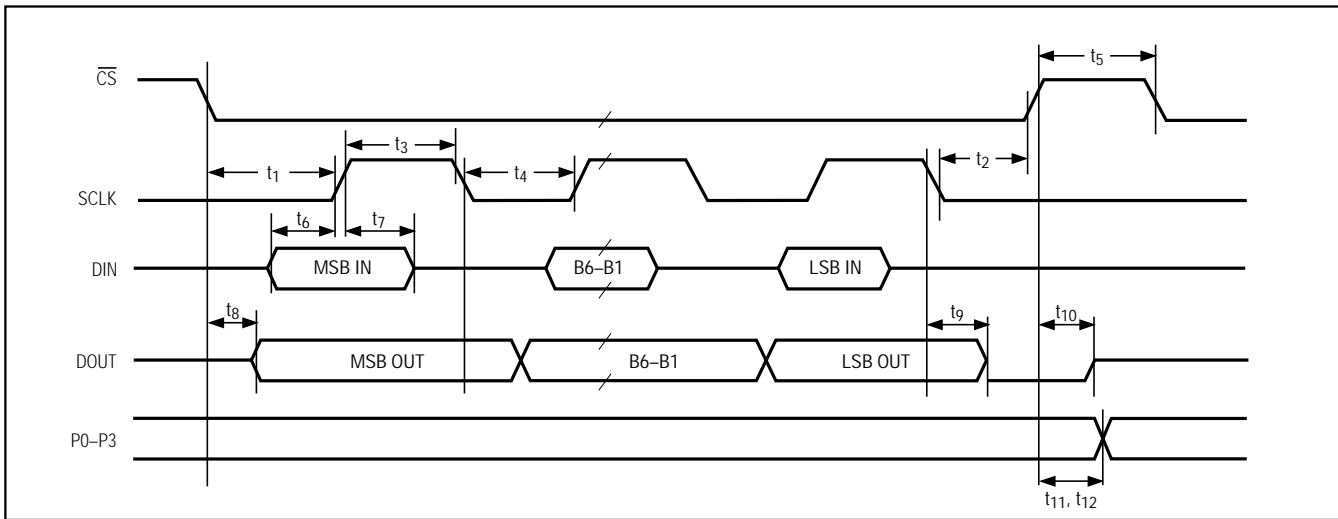 CS
t5
t3
t2
t1
t4
SCLK
t6
t7
DIN
MSB IN
B6–B1
LSB IN
t8
t9
t10
DOUT
MSB OUT
B6–B1
LSB OUT
P0–P3
t11, t12